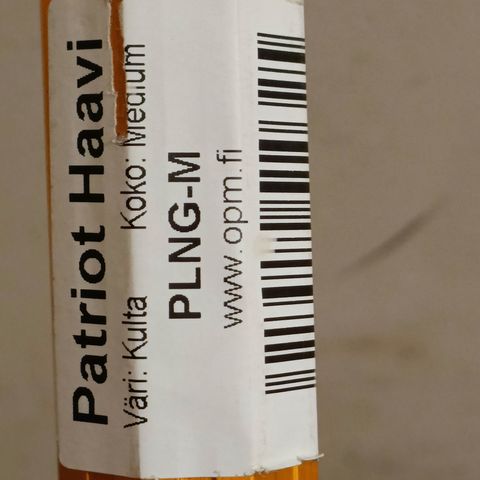 Patriot Haavi
Väri: Kulta Koko: Medium
PLNG-M
www.opm.fi